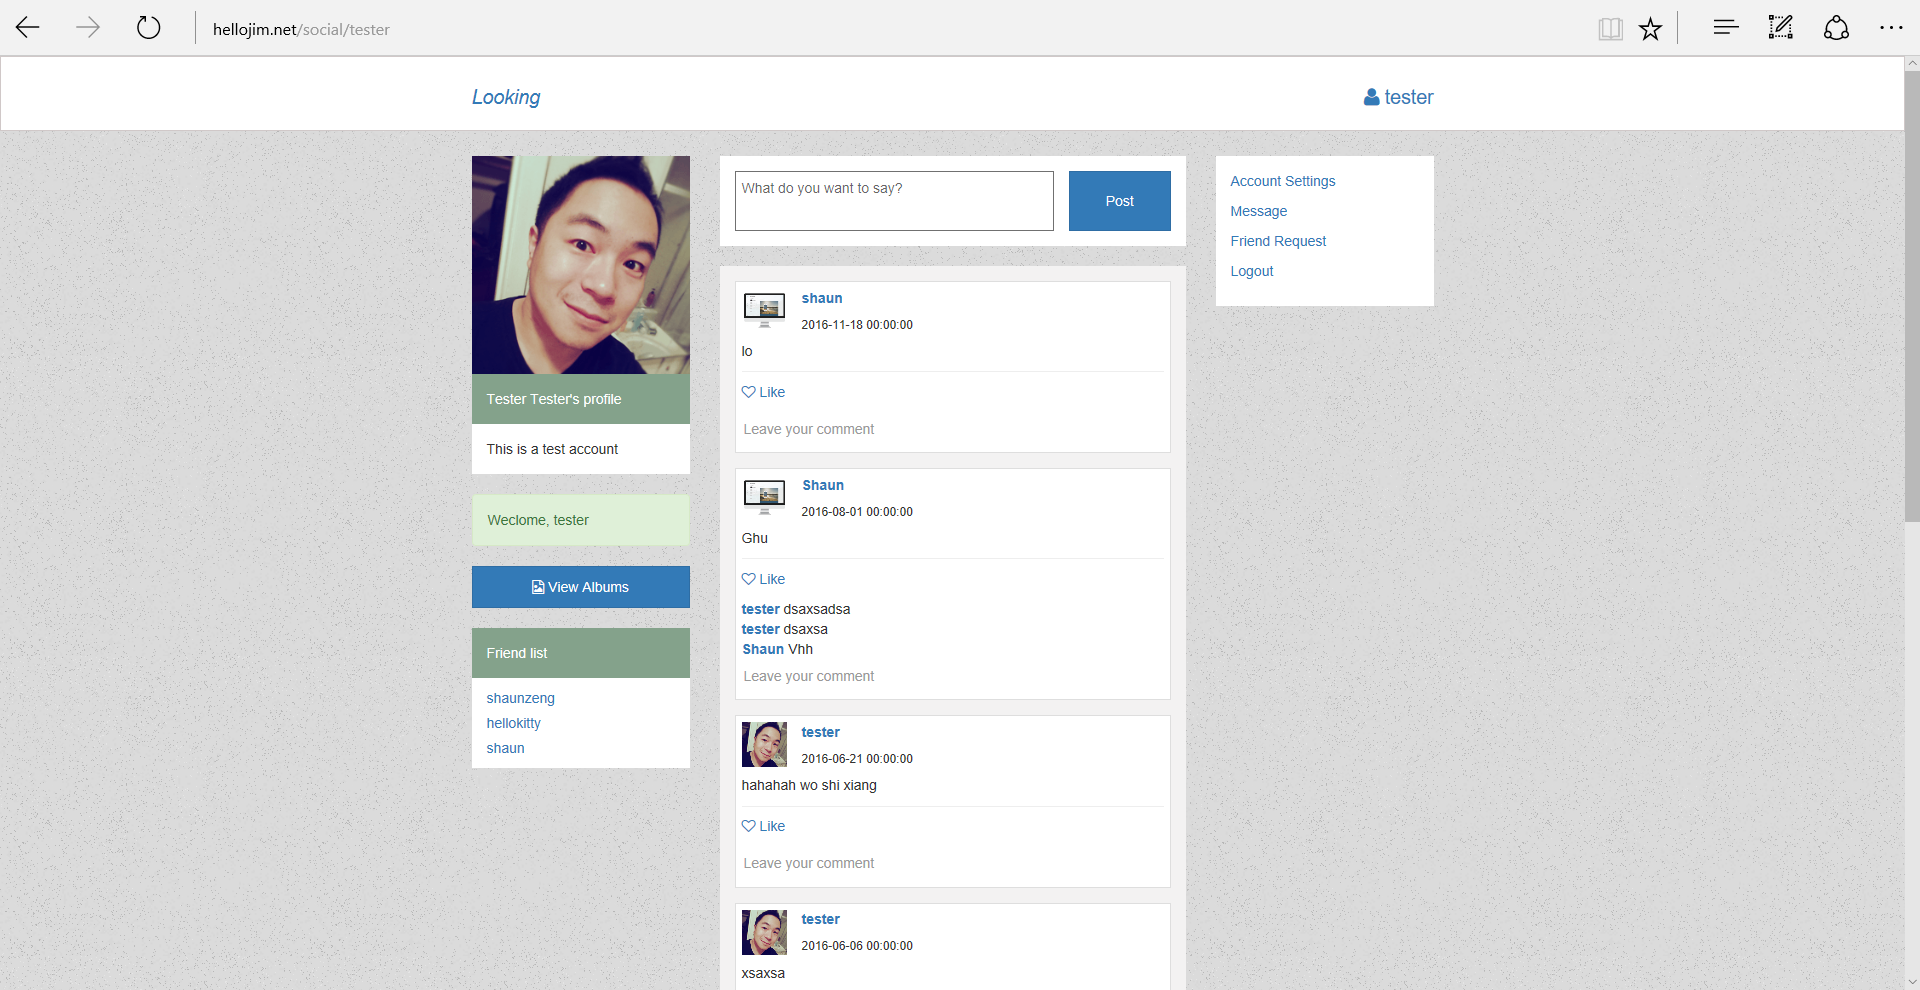 hellojim.net/social/tester
Looking
tester
Tester Tester's profile
This is a test account
Weclome, tester
View Albums
Friend list
shaunzeng
hellokitty
shaun
What do you want to say?
Post
shaun
2016-11-18 00:00:00
lo
Like
Leave your comment
Shaun
2016-08-01 00:00:00
Ghu
Like
tester dsaxsadsa
tester dsaxsa
Shaun Vhh
Leave your comment
tester
2016-06-21 00:00:00
hahahah wo shi xiang
Like
Leave your comment
tester
2016-06-06 00:00:00
xsaxsa
Account Settings
Message
Friend Request
Logout